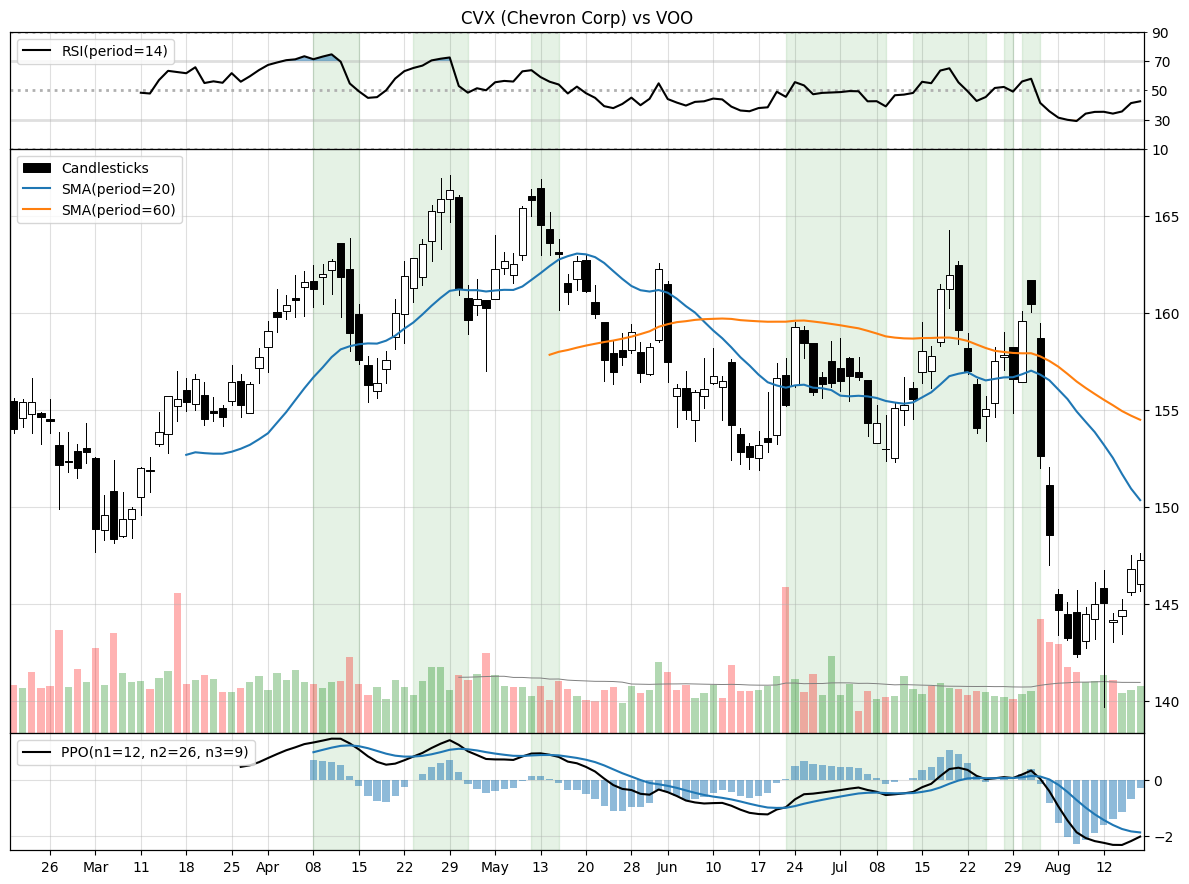 CVX (Chevron Corp) vs VOO
RSI(period=14)
90
70
50
30
10
Candlesticks
SMA(period=20)
SMA(period=60)
165
160
155
150
145
140
PPO(n1=12, n2=26, n3=9)
0
−2
26 Mar 11 18 25 Apr 08 15 22 29 May 13 20 28 Jun 10 17 24 Jul 08 15 22 29 Aug 12